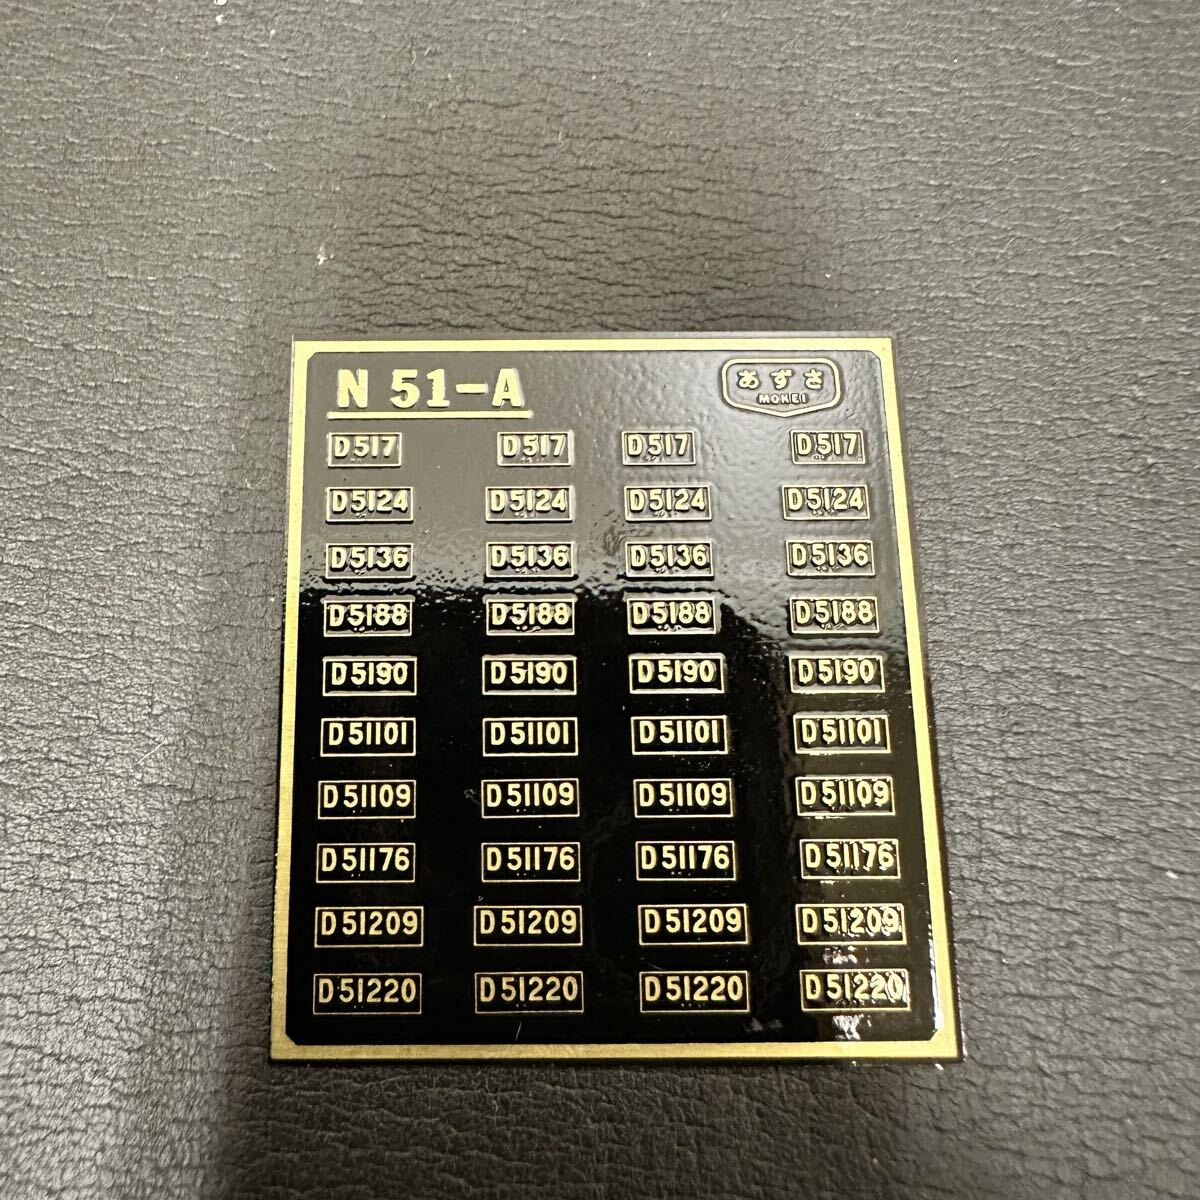 N 51-A
あずさ
MOKEI
D517 D517 D517 D517
D5124 D5124 D5124 D5124
D5136 D5136 D5136 D5136
D5188 D5188 D5188 D5188
D5190 D5190 D5190 D5190
D51101 D51101 D51101 D51101
D51109 D51109 D51109 D51109
D51176 D51176 D51176 D51176
D51209 D51209 D51209 D51209
D51220 D51220 D51220 D51220